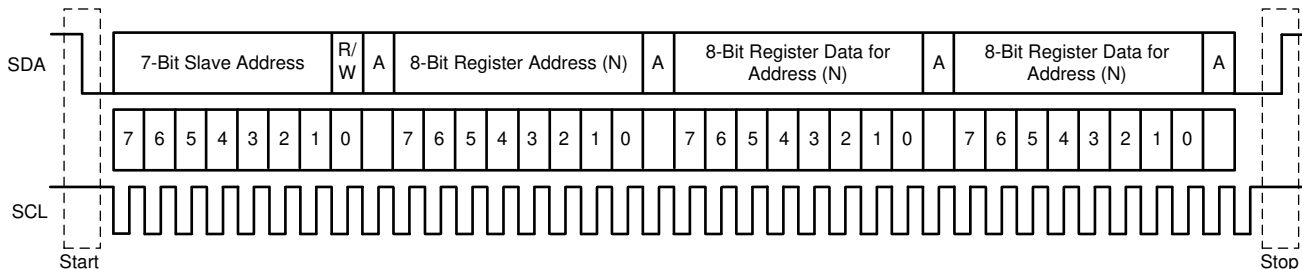 SDA
7-Bit Slave Address
R/
W
A
8-Bit Register Address (N)
A
8-Bit Register Data for
Address (N)
A
8-Bit Register Data for
Address (N)
A
7 6 5 4 3 2 1 0 7 6 5 4 3 2 1 0 7 6 5 4 3 2 1 0 7 6 5 4 3 2 1 0
SCL
Start
Stop